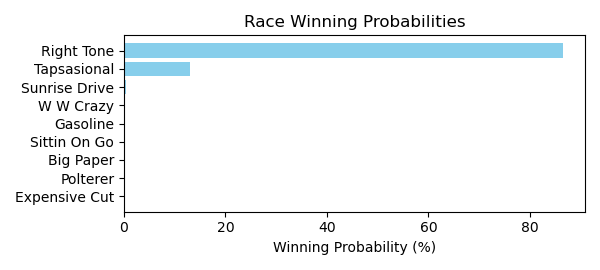 Race Winning Probabilities
Right Tone
Tapsasional
Sunrise Drive
W W Crazy
Gasoline
Sittin On Go
Big Paper
Polterer
Expensive Cut
0 20 40 60 80
Winning Probability (%)